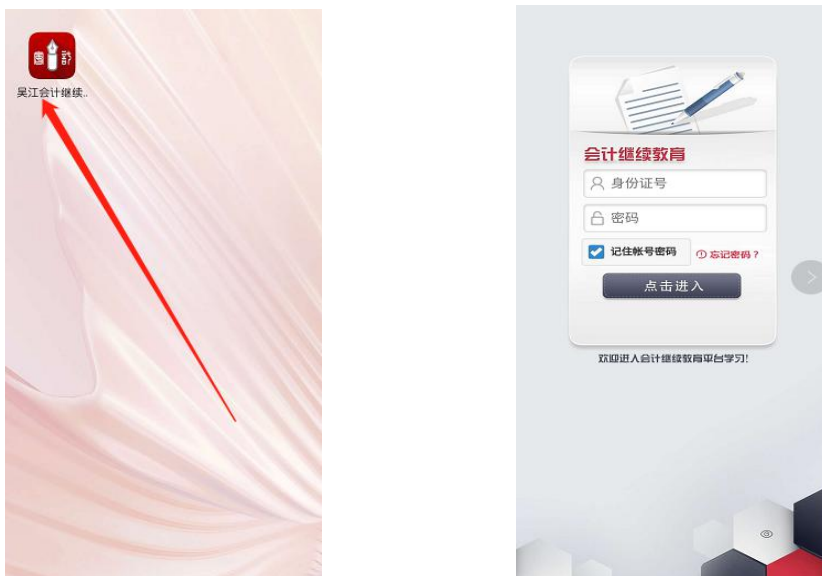 吴江会计继续..
会计继续教育
身份证号
密码
记住帐号密码
忘记密码？
点击进入
欢迎进入会计继续教育平台学习!